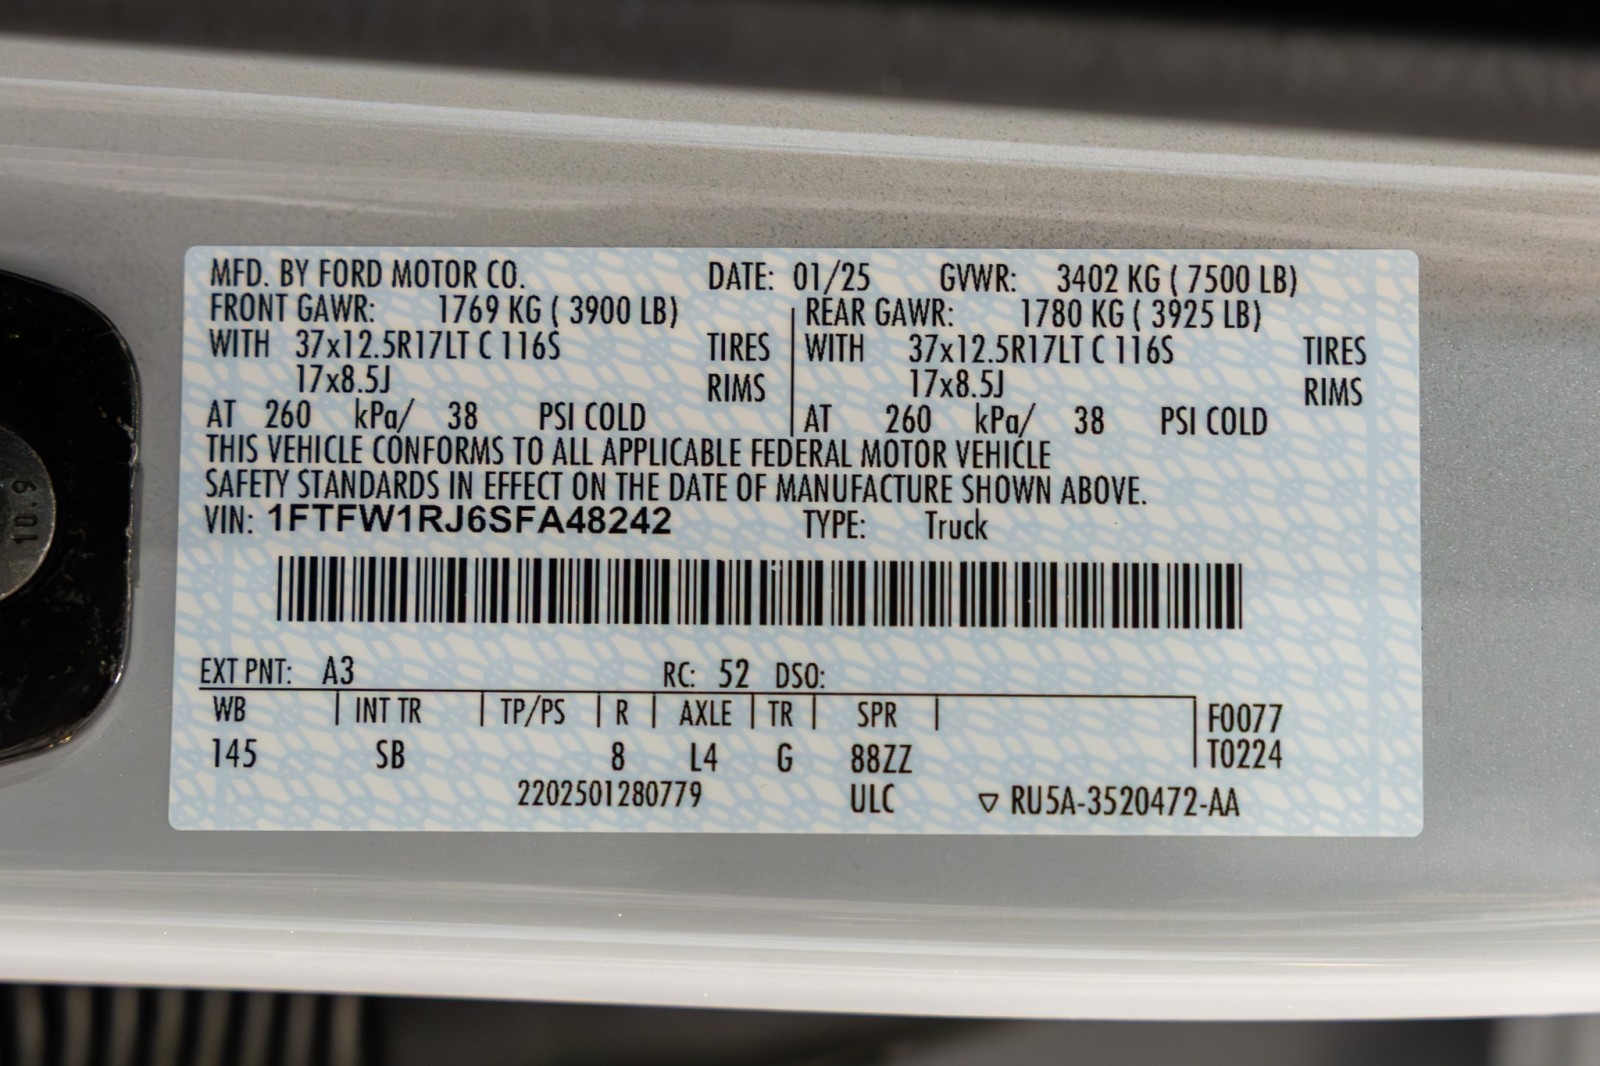 MFD. BY FORD MOTOR CO. DATE: 01/25 GVWR: 3402 KG ( 7500 LB)
FRONT GAWR: 1769 KG ( 3900 LB) REAR GAWR: 1780 KG ( 3925 LB)
WITH 37x12.5R17LT C 116S TIRES WITH 37x12.5R17LT C 116S TIRES
17x8.5J RIMS 17x8.5J RIMS
AT 260 kPa/ 38 PSI COLD AT 260 kPa/ 38 PSI COLD
THIS VEHICLE CONFORMS TO ALL APPLICABLE FEDERAL MOTOR VEHICLE
SAFETY STANDARDS IN EFFECT ON THE DATE OF MANUFACTURE SHOWN ABOVE.
VIN: 1FTFW1RJ6SFA48242 TYPE: Truck
EXT PNT: A3 RC: 52 DSO:
WB INT TR TP/PS R AXLE TR SPR F0077
145 SB 8 L4 G 88ZZ T0224
2202501280779 ULC ▽ RU5A-3520472-AA
10.9